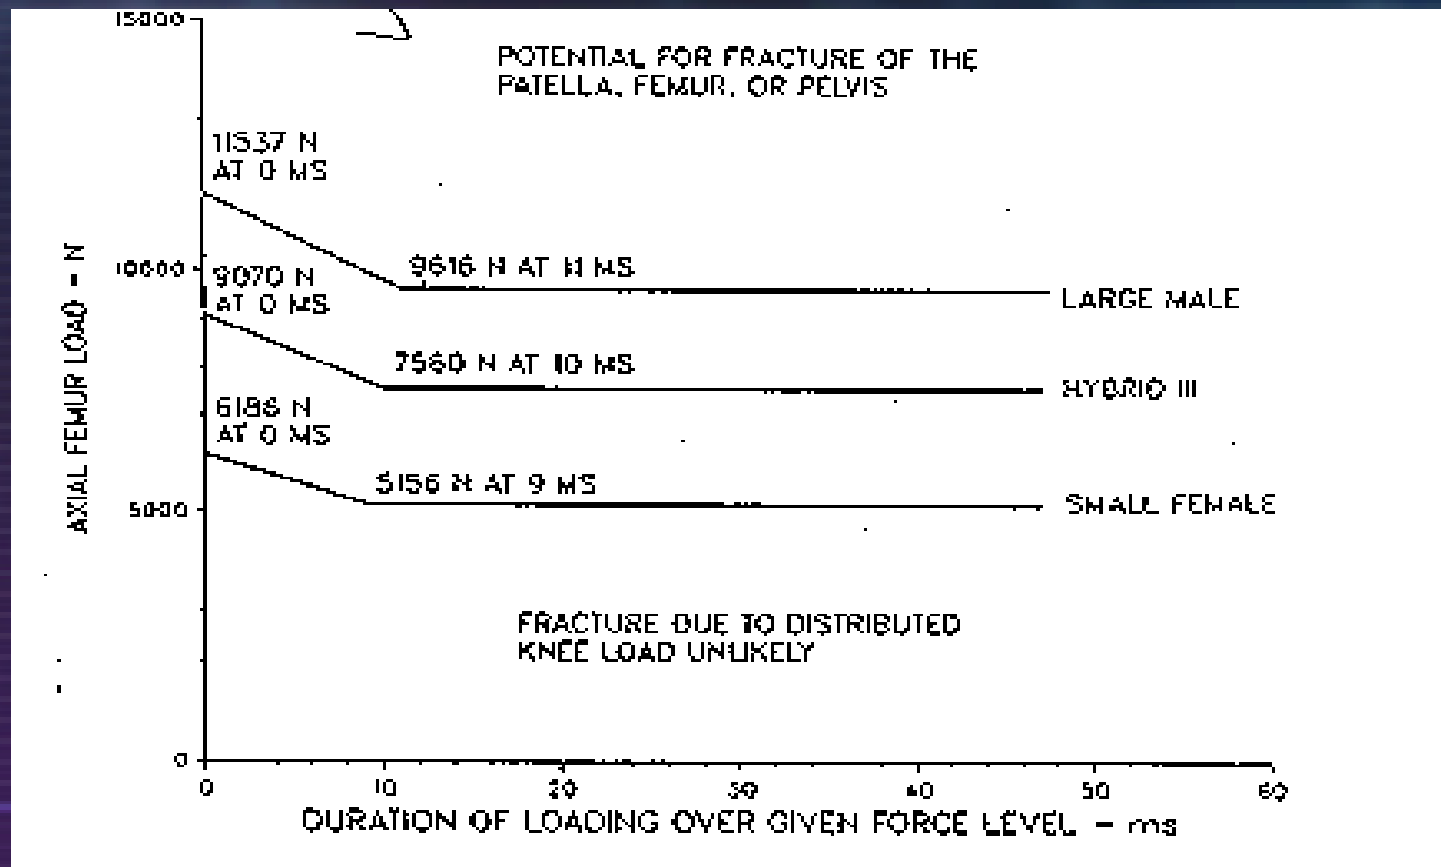 15000
POTENTIAL FOR FRACTURE OF THE
PATELLA, FEMUR, OR PELVIS
11537 N
AT 0 MS
10000
9070 N
AT 0 MS
9616 N AT 11 MS
LARGE MALE
7560 N AT 10 MS
HYBRID III
6186 N
AT 0 MS
5156 N AT 9 MS
5000
SMALL FEMALE
AXIAL FEMUR LOAD - N
FRACTURE DUE TO DISTRIBUTED
KNEE LOAD UNLIKELY
0
0 10 20 30 40 50 60
DURATION OF LOADING OVER GIVEN FORCE LEVEL - ms